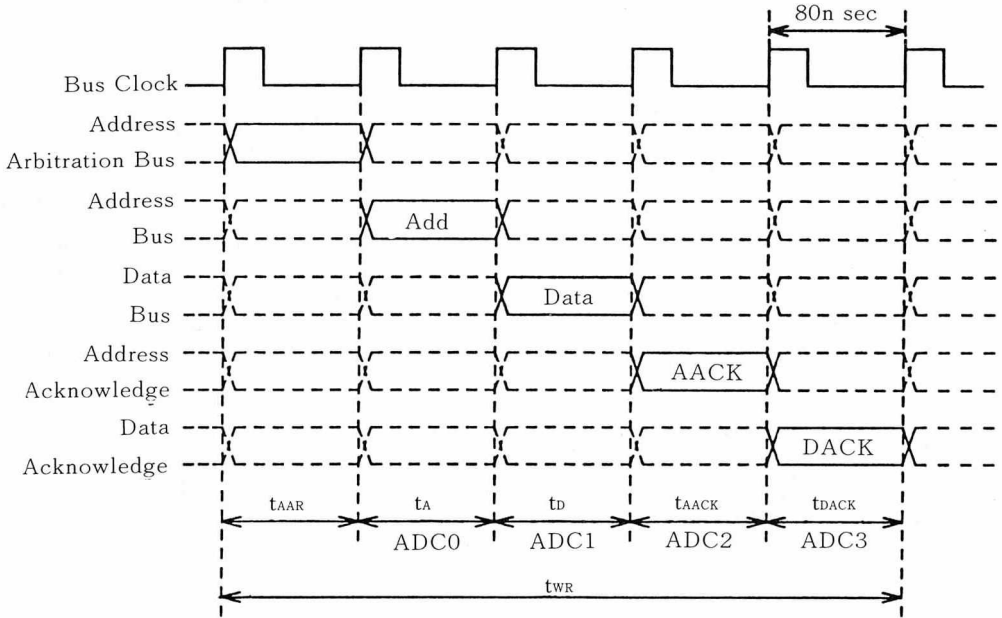 80n sec
Bus Clock
Address
Arbitration Bus
Address
Bus
Add
Data
Bus
Data
Address
Acknowledge
AACK
Data
Acknowledge
DACK
tAAR tA tD tAACK tDACK
ADC0 ADC1 ADC2 ADC3
tWR